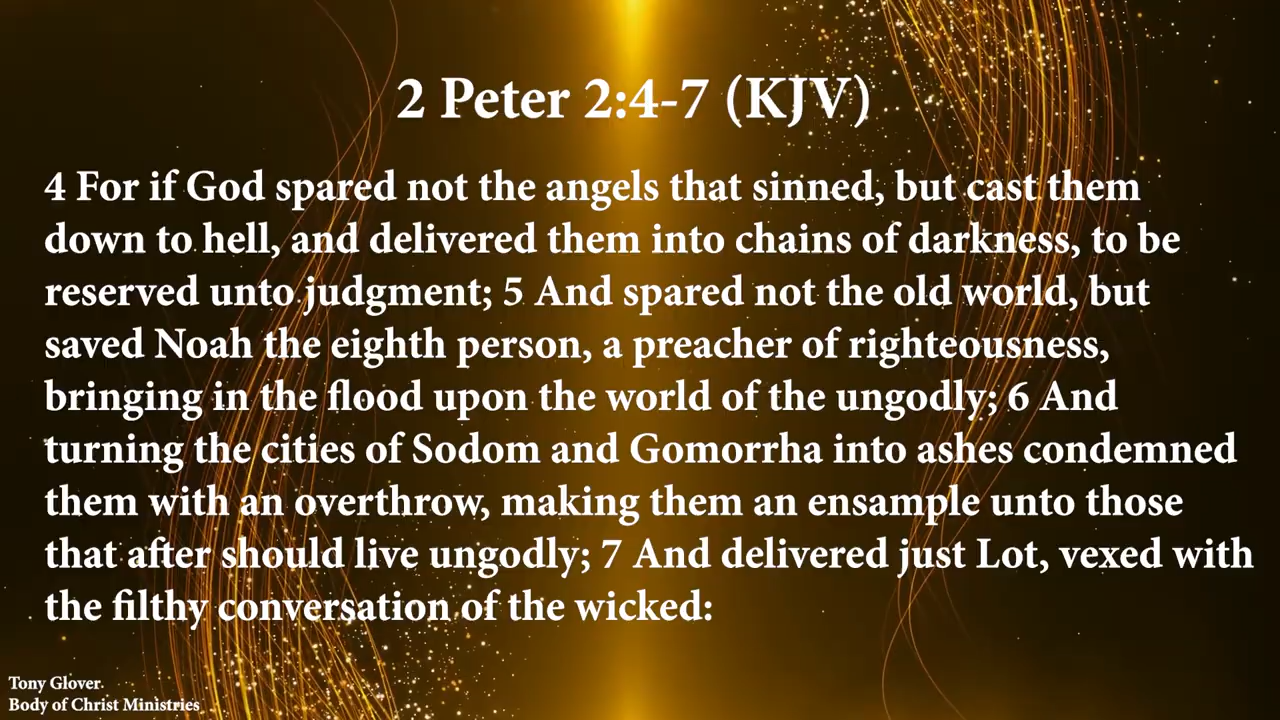 2 Peter 2:4-7 (KJV)
4 For if God spared not the angels that sinned, but cast them
down to hell, and delivered them into chains of darkness, to be
reserved unto judgment; 5 And spared not the old world, but
saved Noah the eighth person, a preacher of righteousness,
bringing in the flood upon the world of the ungodly; 6 And
turning the cities of Sodom and Gomorrha into ashes condemned
them with an overthrow, making them an ensample unto those
that after should live ungodly; 7 And delivered just Lot, vexed with
the filthy conversation of the wicked:
Tony Glover
Body of Christ Ministries